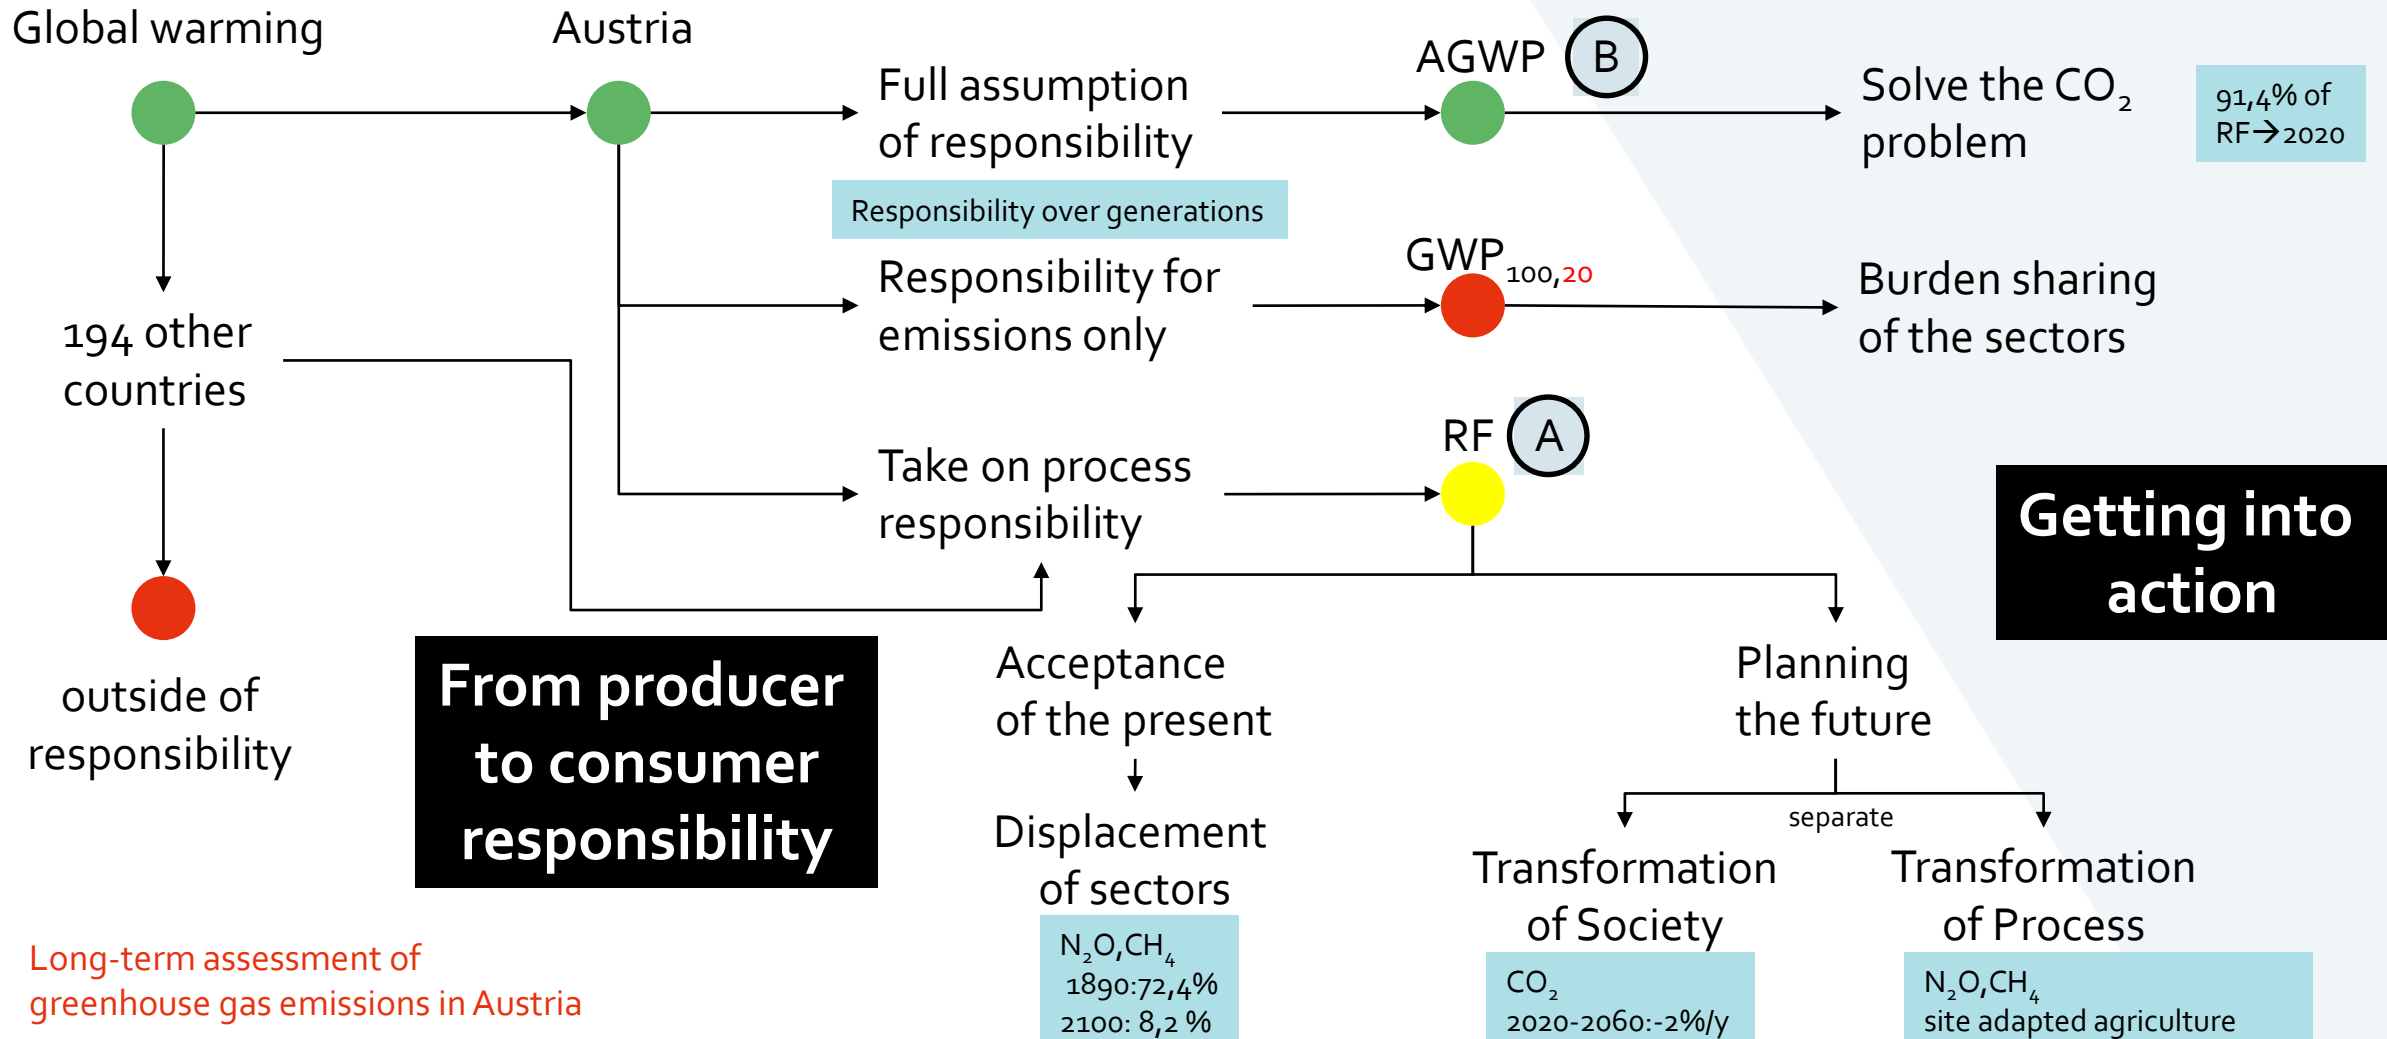 Global warming
Austria
AGWP
B
Full assumption
of responsibility
Solve the CO₂
problem
91,4% of
RF→2020
Responsibility over generations
GWP₁₀₀,₂₀
Responsibility for
emissions only
Burden sharing
of the sectors
194 other
countries
RF
A
Take on process
responsibility
Getting into
action
outside of
responsibility
From producer
to consumer
responsibility
Acceptance
of the present
Planning
the future
separate
Displacement
of sectors
Transformation
of Society
Transformation
of Process
N₂O,CH₄
1890:72,4%
2100: 8,2 %
CO₂
2020-2060:-2%/y
N₂O,CH₄
site adapted agriculture
Long-term assessment of
greenhouse gas emissions in Austria